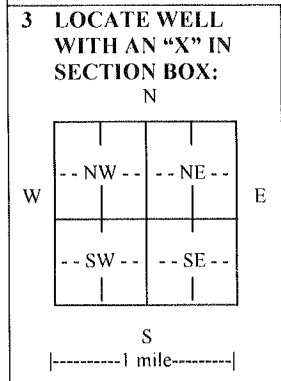 3 LOCATE WELL
WITH AN “X” IN
SECTION BOX:
N
-- NW -- -- NE --
W E
-- SW -- -- SE --
S
|----------1 mile---------|